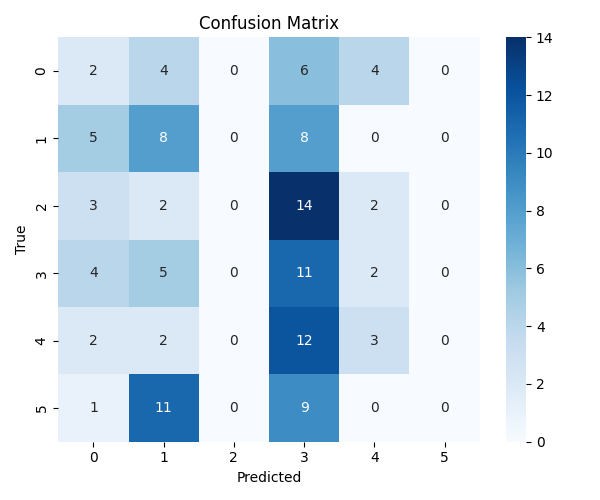 Confusion Matrix
0 2 4 0 6 4 0
1 5 8 0 8 0 0
2 3 2 0 14 2 0
3 4 5 0 11 2 0
4 2 2 0 12 3 0
5 1 11 0 9 0 0
0 1 2 3 4 5
Predicted
True
14
12
10
8
6
4
2
0